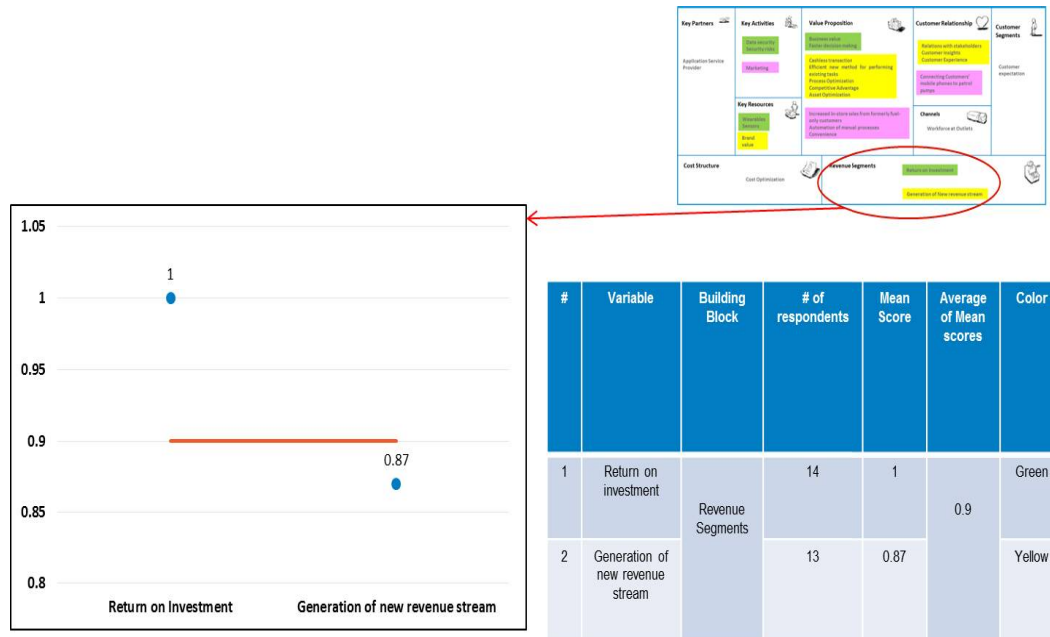 Key Partners
Application Service
Provider
Key Activities
Data security
Security risks
Marketing
Key Resources
Wearables
Sensors
Brand
value
Value Proposition
Business value
Faster decision making
Cashless transaction
Efficient new method for performing
existing tasks
Process Optimization
Competitive Advantage
Asset Optimization
Increased in-store sales from formerly fuel-
only customers
Automation of manual processes
Convenience
Customer Relationship
Relations with stakeholders
Customer Insights
Customer Experience
Connecting Customers'
mobile phones to petrol
pumps
Channels
Workforce at Outlets
Customer
Segments
Customer
expectation
Cost Structure
Cost Optimization
Revenue Segments
Return on Investment
Generation of New revenue stream
1.05
1
0.95
0.9
0.85
0.8
1
0.87
Return on Investment
Generation of new revenue stream
# Variable Building Block # of respondents Mean Score Average of Mean scores Color
1 Return on investment Revenue Segments 14 1 0.9 Green
2 Generation of new revenue stream 13 0.87 Yellow